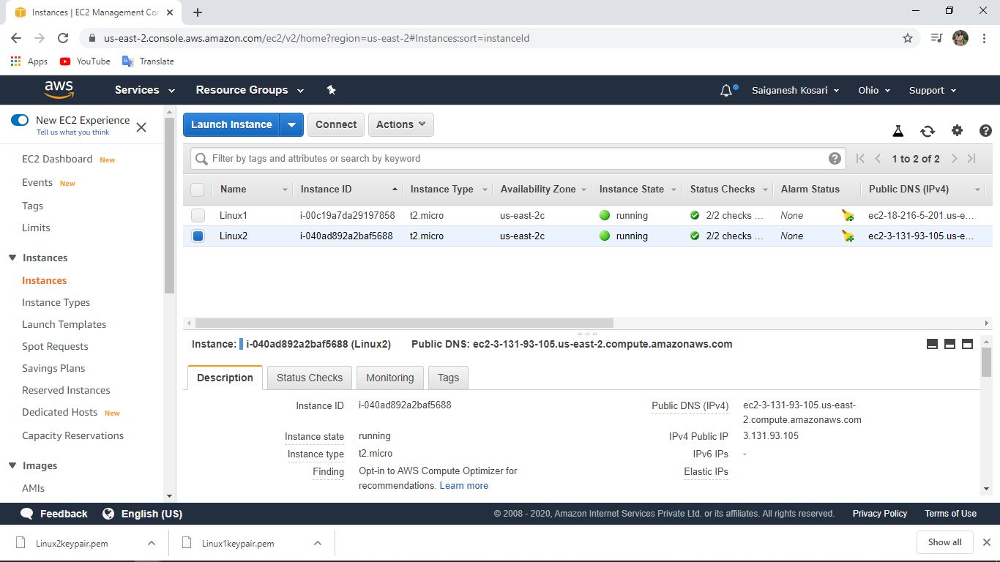 Instances | EC2 Management Con
us-east-2.console.aws.amazon.com/ec2/v2/home?region=us-east-2#Instances:sort=instanceId
Apps YouTube Translate
aws Services Resource Groups Saiganesh Kosari Ohio Support
New EC2 Experience
Tell us what you think
EC2 Dashboard New
Events New
Tags
Limits
Instances
Instances
Instance Types
Launch Templates
Spot Requests
Savings Plans
Reserved Instances
Dedicated Hosts New
Capacity Reservations
Images
AMIs
Launch Instance Connect Actions
Filter by tags and attributes or search by keyword 1 to 2 of 2
Name Instance ID Instance Type Availability Zone Instance State Status Checks Alarm Status Public DNS (IPv4)
Linux1 i-00c19a7da29197858 t2.micro us-east-2c running 2/2 checks ... None ec2-18-216-5-201.us-e...
Linux2 i-040ad892a2baf5688 t2.micro us-east-2c running 2/2 checks ... None ec2-3-131-93-105.us-e...
Instance: i-040ad892a2baf5688 (Linux2) Public DNS: ec2-3-131-93-105.us-east-2.compute.amazonaws.com
Description Status Checks Monitoring Tags
Instance ID i-040ad892a2baf5688
Instance state running
Instance type t2.micro
Finding Opt-in to AWS Compute Optimizer for
recommendations. Learn more
Public DNS (IPv4) ec2-3-131-93-105.us-east-
2.compute.amazonaws.com
IPv4 Public IP 3.131.93.105
IPv6 IPs -
Elastic IPs
Feedback English (US) © 2008 - 2020, Amazon Internet Services Private Ltd. or its affiliates. All rights reserved. Privacy Policy Terms of Use
Linux2keypair.pem Linux1keypair.pem Show all